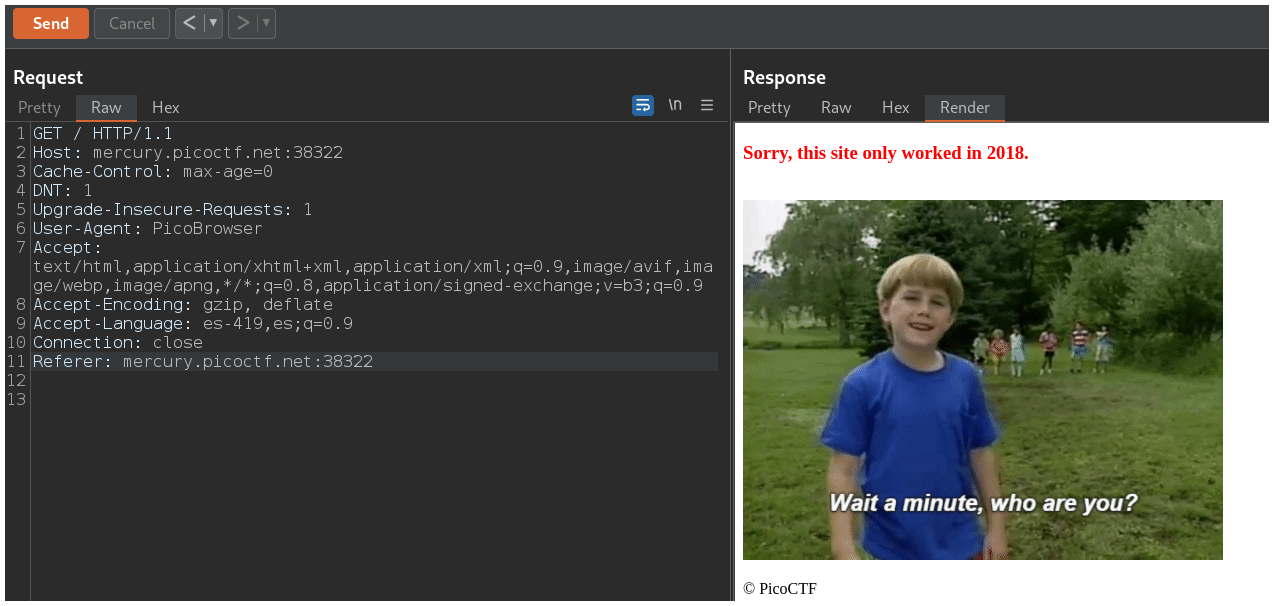 Send Cancel < ▼ > ▼
Request
Pretty Raw Hex \n
1 GET / HTTP/1.1
2 Host: mercury.picoctf.net:38322
3 Cache-Control: max-age=0
4 DNT: 1
5 Upgrade-Insecure-Requests: 1
6 User-Agent: PicoBrowser
7 Accept:
text/html,application/xhtml+xml,application/xml;q=0.9,image/avif,ima
ge/webp,image/apng,*/*;q=0.8,application/signed-exchange;v=b3;q=0.9
8 Accept-Encoding: gzip, deflate
9 Accept-Language: es-419,es;q=0.9
10 Connection: close
11 Referer: mercury.picoctf.net:38322
12
13
Response
Pretty Raw Hex Render
Sorry, this site only worked in 2018.
Wait a minute, who are you?
© PicoCTF